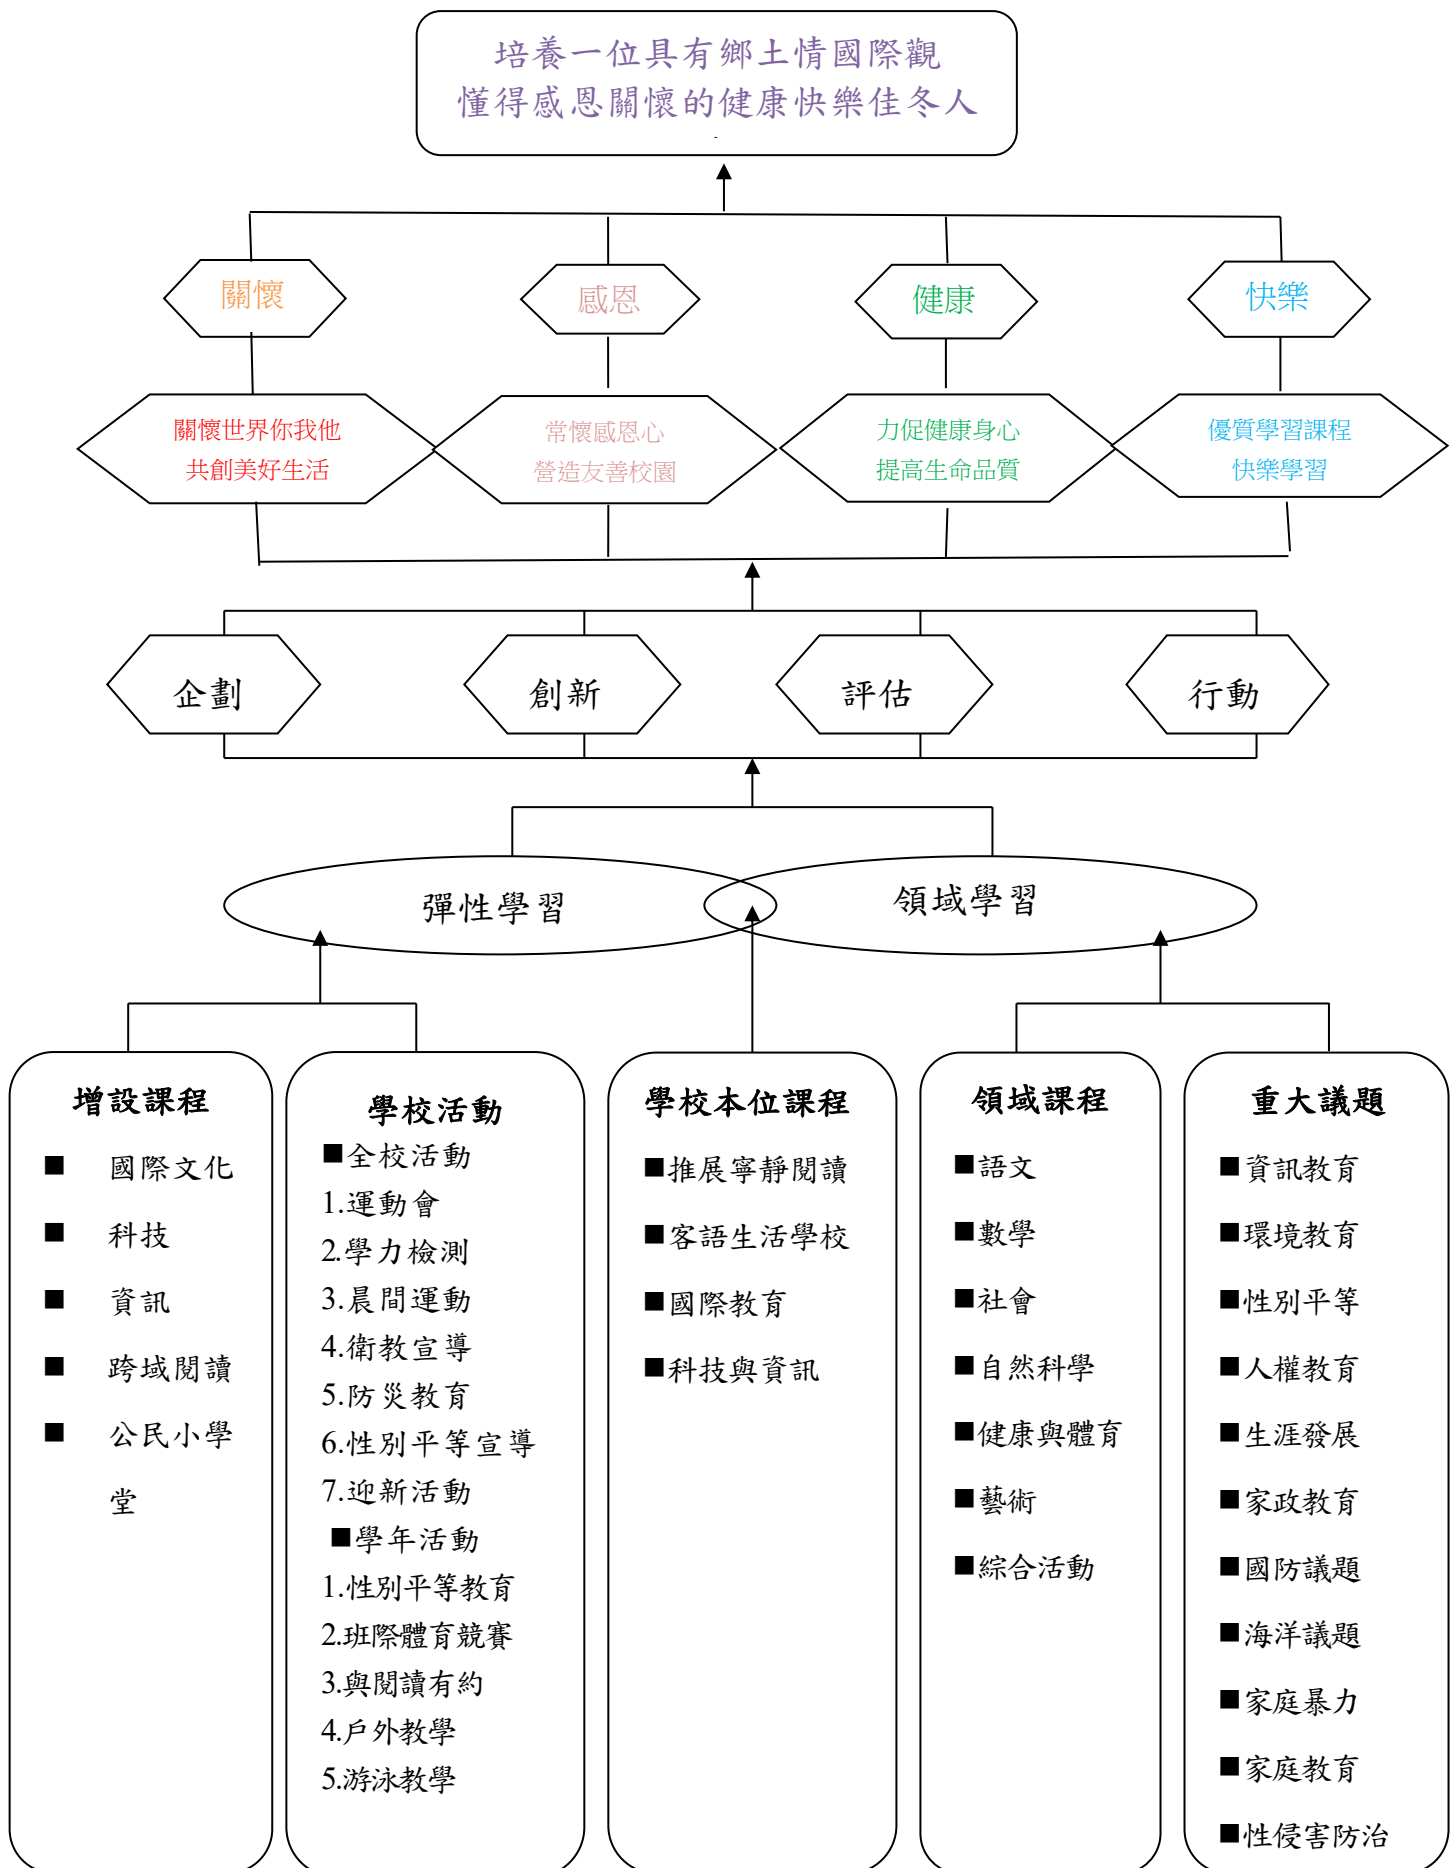 培養一位具有鄉土情國際觀
懂得感恩關懷的健康快樂佳冬人
關懷
感恩
健康
快樂
關懷世界你我他
共創美好生活
常懷感恩心
營造友善校園
力促健康身心
提高生命品質
優質學習課程
快樂學習
企劃
創新
評估
行動
彈性學習
領域學習
增設課程
■ 國際文化
■ 科技
■ 資訊
■ 跨域閱讀
■ 公民小學
堂
學校活動
■全校活動
1.運動會
2.學力檢測
3.晨間運動
4.衛教宣導
5.防災教育
6.性別平等宣導
7.迎新活動
■學年活動
1.性別平等教育
2.班際體育競賽
3.與閱讀有約
4.戶外教學
5.游泳教學
學校本位課程
■推展寧靜閱讀
■客語生活學校
■國際教育
■科技與資訊
領域課程
■語文
■數學
■社會
■自然科學
■健康與體育
■藝術
■綜合活動
重大議題
■資訊教育
■環境教育
■性別平等
■人權教育
■生涯發展
■家政教育
■國防議題
■海洋議題
■家庭暴力
■家庭教育
■性侵害防治